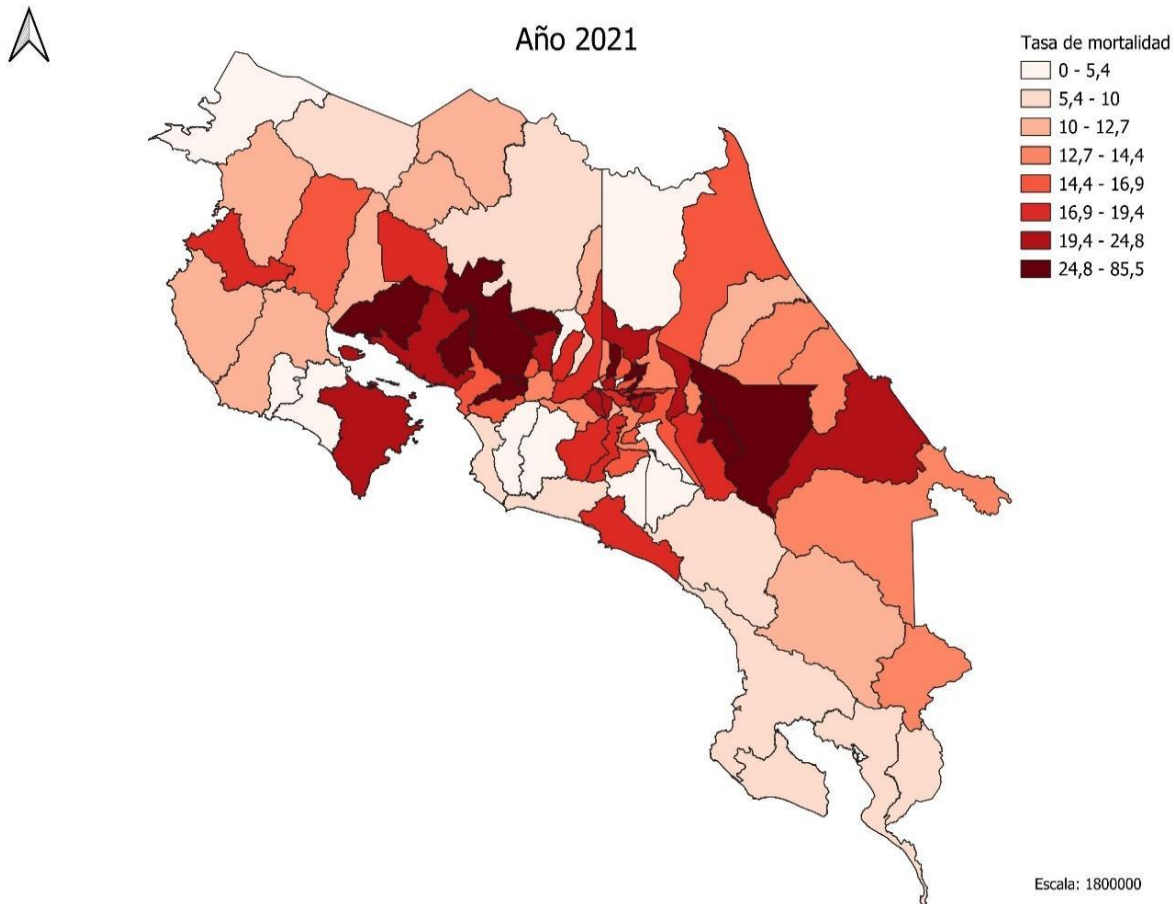 Año 2021
Tasa de mortalidad
0 - 5,4
5,4 - 10
10 - 12,7
12,7 - 14,4
14,4 - 16,9
16,9 - 19,4
19,4 - 24,8
24,8 - 85,5
Escala: 1800000